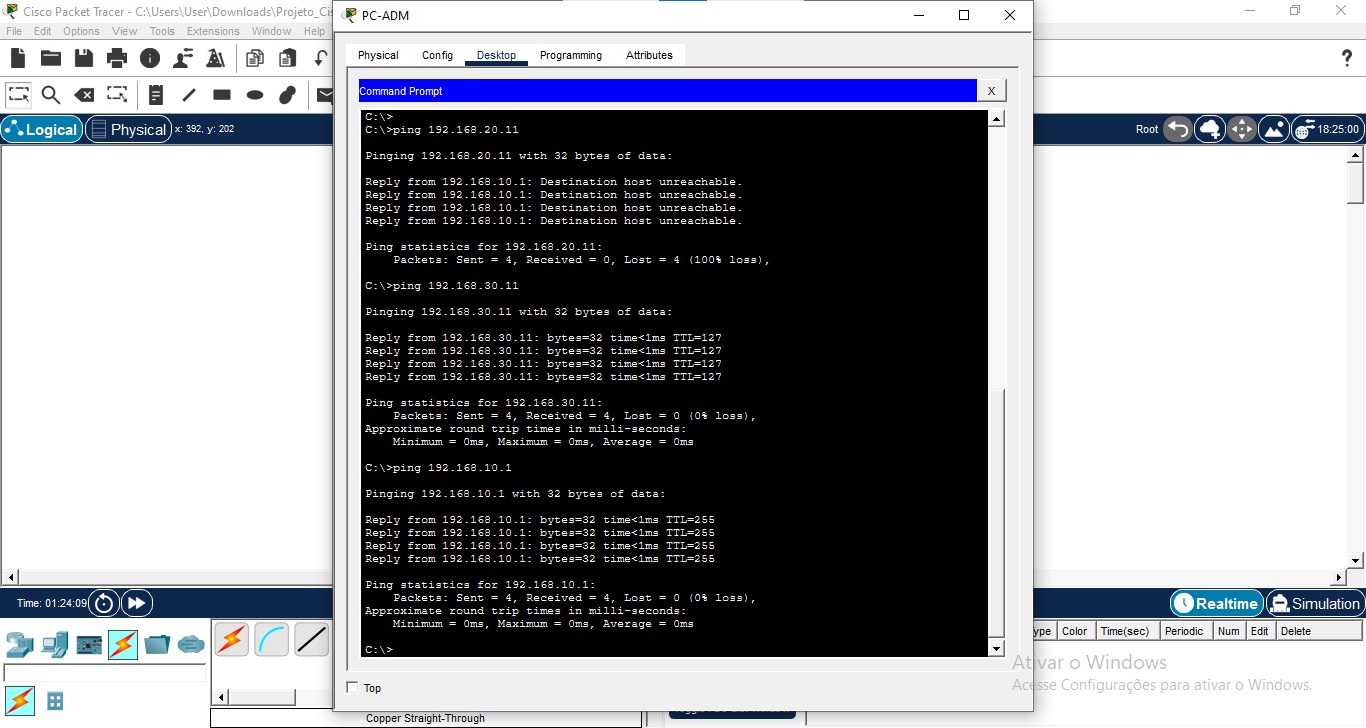 Cisco Packet Tracer - C:\Users\User\Downloads\Projeto_Cis
PC-ADM
File Edit Options View Tools Extensions Window Help
Physical Config Desktop Programming Attributes
Command Prompt X
Logical Physical x: 392, y: 202
Root 18:25:00
C:\>
C:\>ping 192.168.20.11
Pinging 192.168.20.11 with 32 bytes of data:
Reply from 192.168.10.1: Destination host unreachable.
Reply from 192.168.10.1: Destination host unreachable.
Reply from 192.168.10.1: Destination host unreachable.
Reply from 192.168.10.1: Destination host unreachable.
Ping statistics for 192.168.20.11:
Packets: Sent = 4, Received = 0, Lost = 4 (100% loss),
C:\>ping 192.168.30.11
Pinging 192.168.30.11 with 32 bytes of data:
Reply from 192.168.30.11: bytes=32 time<1ms TTL=127
Reply from 192.168.30.11: bytes=32 time<1ms TTL=127
Reply from 192.168.30.11: bytes=32 time<1ms TTL=127
Reply from 192.168.30.11: bytes=32 time<1ms TTL=127
Ping statistics for 192.168.30.11:
Packets: Sent = 4, Received = 4, Lost = 0 (0% loss),
Approximate round trip times in milli-seconds:
Minimum = 0ms, Maximum = 0ms, Average = 0ms
C:\>ping 192.168.10.1
Pinging 192.168.10.1 with 32 bytes of data:
Reply from 192.168.10.1: bytes=32 time<1ms TTL=255
Reply from 192.168.10.1: bytes=32 time<1ms TTL=255
Reply from 192.168.10.1: bytes=32 time<1ms TTL=255
Reply from 192.168.10.1: bytes=32 time<1ms TTL=255
Ping statistics for 192.168.10.1:
Packets: Sent = 4, Received = 4, Lost = 0 (0% loss),
Approximate round trip times in milli-seconds:
Minimum = 0ms, Maximum = 0ms, Average = 0ms
C:\>
Top
Time: 01:24:09
Realtime Simulation
ype Color Time(sec) Periodic Num Edit Delete
Ativar o Windows
Acesse Configurações para ativar o Windows.
Copper Straight-Through